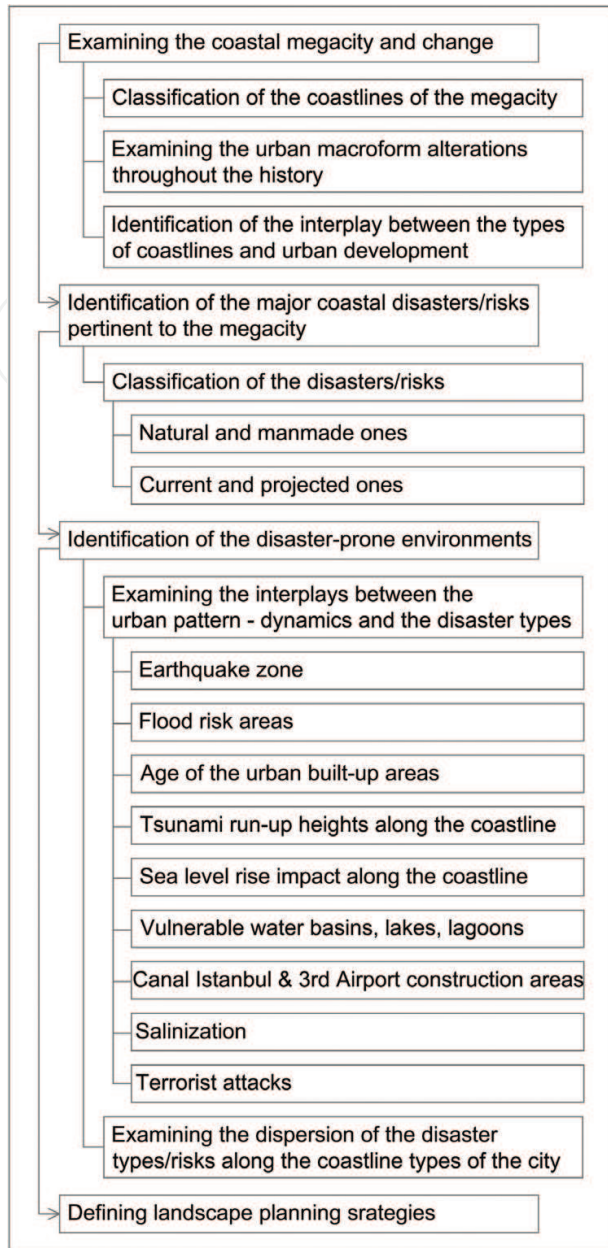 Examining the coastal megacity and change
Classification of the coastlines of the megacity
Examining the urban macroform alterations
throughout the history
Identification of the interplay between the types
of coastlines and urban development
Identification of the major coastal disasters/risks
pertinent to the megacity
Classification of the disasters/risks
Natural and manmade ones
Current and projected ones
Identification of the disaster-prone environments
Examining the interplays between the
urban pattern - dynamics and the disaster types
Earthquake zone
Flood risk areas
Age of the urban built-up areas
Tsunami run-up heights along the coastline
Sea level rise impact along the coastline
Vulnerable water basins, lakes, lagoons
Canal Istanbul & 3rd Airport construction areas
Salinization
Terrorist attacks
Examining the dispersion of the disaster
types/risks along the coastline types of the city
Defining landscape planning srategies